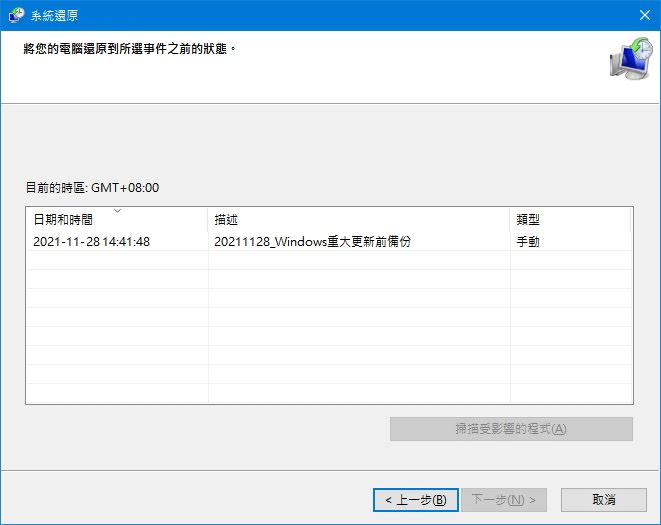 系統還原
將您的電腦還原到所選事件之前的狀態。
目前的時區: GMT+08:00
日期和時間 描述 類型
2021-11-28 14:41:48 20211128_Windows重大更新前備份 手動
掃描受影響的程式(A)
< 上一步(B) 下一步(N) > 取消